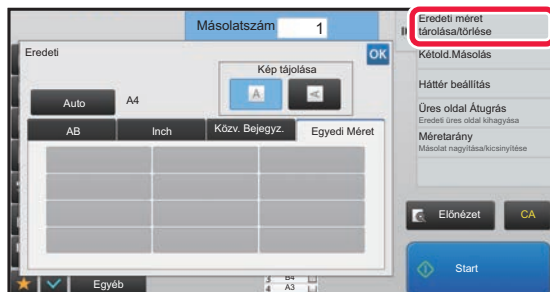 Másolatszám 1
Eredeti
OK
Kép tájolása
A
A
Auto A4
AB Inch Közv. Bejegyz. Egyedi Méret
Egyéb
3 B4
4 A3
Eredeti méret
tárolása/törlése
Kétold.Másolás
Háttér beállítás
Üres oldal Átugrás
Eredeti üres oldal kihagyása
Méretarány
Másolat nagyítása/kicsinyítése
Előnézet CA
Start